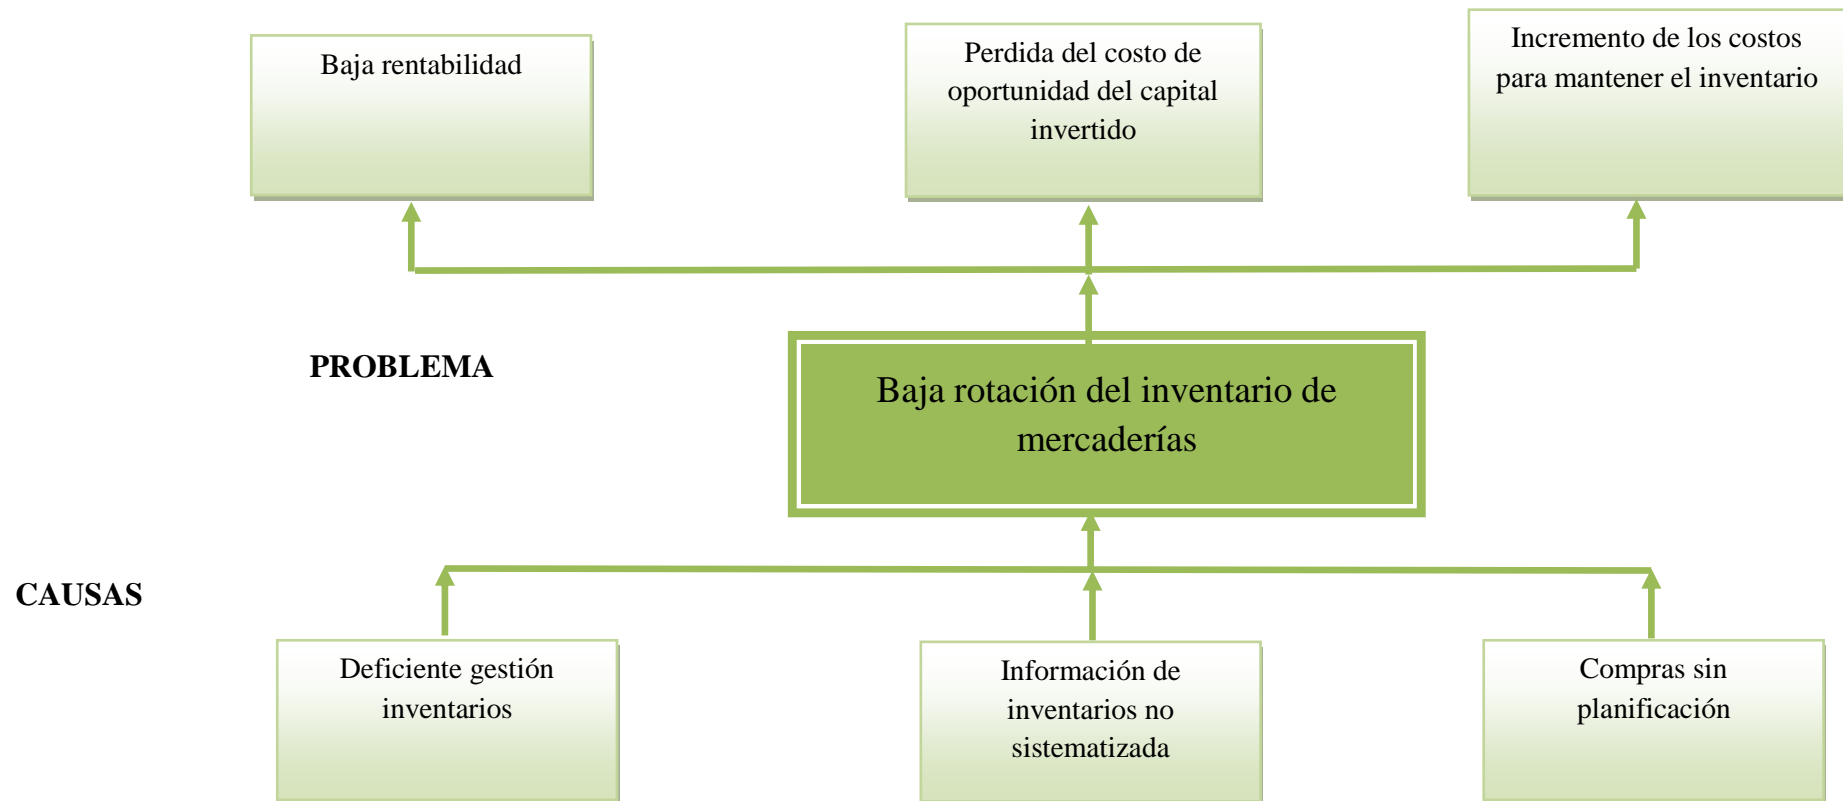 Baja rentabilidad
Perdida del costo de
oportunidad del capital
invertido
Incremento de los costos
para mantener el inventario
PROBLEMA
Baja rotación del inventario de
mercaderías
CAUSAS
Deficiente gestión
inventarios
Información de
inventarios no
sistematizada
Compras sin
planificación